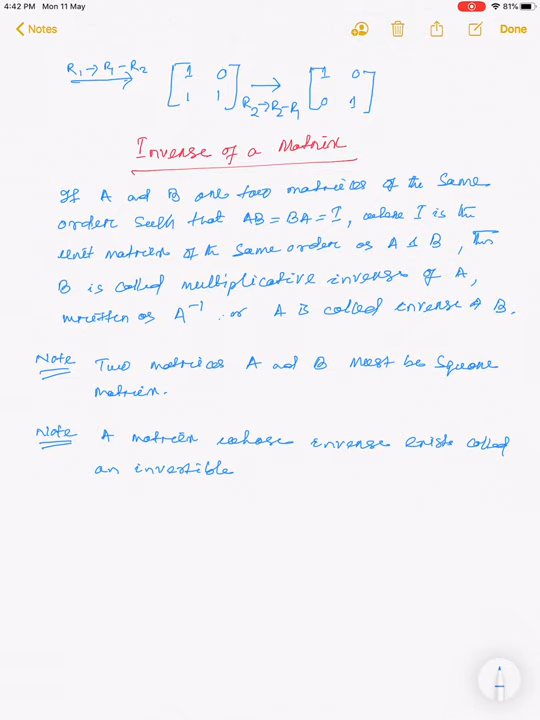 4:42 PM Mon 11 May 81%
Notes Done
R₁→R₁−R₂ [1 0
1 1] R₂→R₂−R₁ [1 0
0 1]
Inverse of a Matrix
If A and B are two matrices of the same
order such that AB = BA = I, where I is the
unit matrix of the same order as A & B, then
B is called multiplicative inverse of A,
written as A⁻¹ or A is called inverse of B.
Note Two matrices A and B must be square
matrix.
Note A matrix whose inverse exist called
an invertible